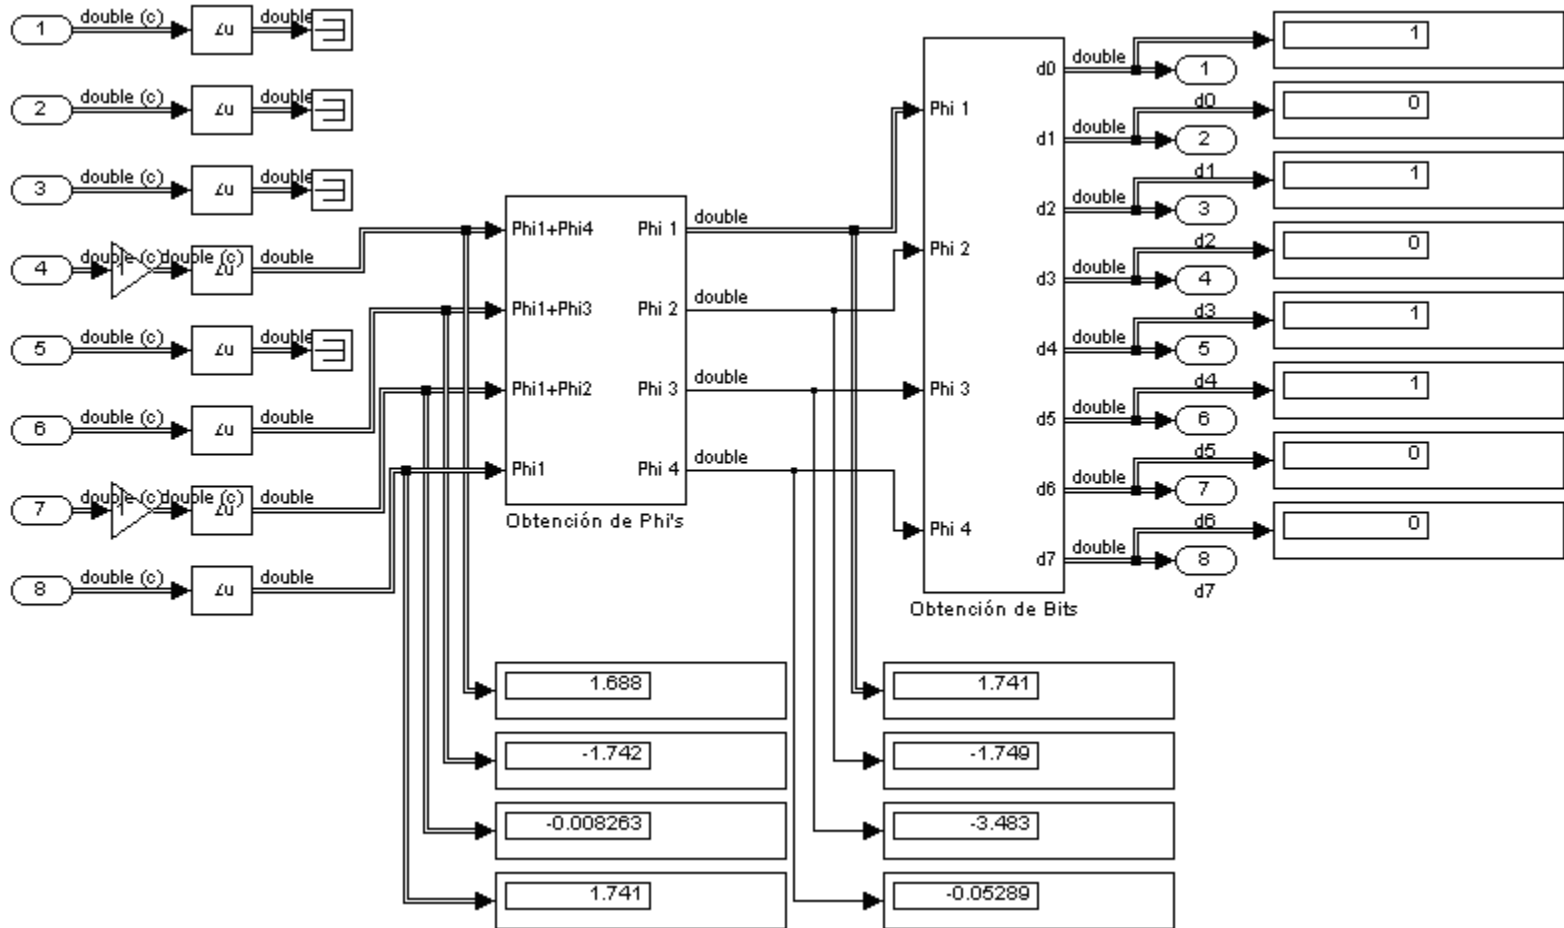 1 double (c) ∠u double
2 double (c) ∠u double
3 double (c) ∠u double
4 double (c) double (c) ∠u double
5 double (c) ∠u double
6 double (c) ∠u double
7 double (c) double (c) ∠u double
8 double (c) ∠u double
Phi1+Phi4 Phi 1 double
Phi1+Phi3 Phi 2 double
Phi1+Phi2 Phi 3 double
Phi1 Phi 4 double
Obtención de Phi's
Phi 1
Phi 2
Phi 3
Phi 4
d0 double 1 1
d0
d1 double 2 0
d1
d2 double 3 1
d2
d3 double 4 0
d3
d4 double 5 1
d4
d5 double 6 1
d5
d6 double 7 0
d6
d7 double 8 0
d7
Obtención de Bits
1.688 1.741
-1.742 -1.749
-0.008263 -3.483
1.741 -0.05289